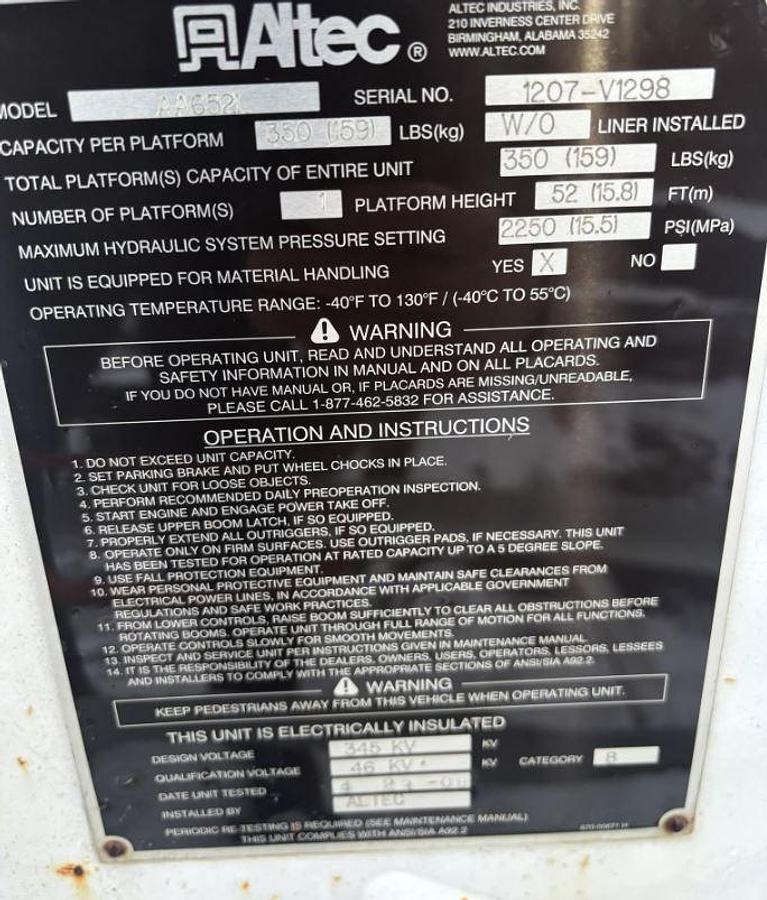 Altec®
ALTEC INDUSTRIES, INC.
210 INVERNESS CENTER DRIVE
BIRMINGHAM, ALABAMA 35242
WWW.ALTEC.COM
MODEL
SERIAL NO. 1207-V1298
CAPACITY PER PLATFORM 350 (159) LBS(kg) W/O LINER INSTALLED
TOTAL PLATFORM(S) CAPACITY OF ENTIRE UNIT 350 (159) LBS(kg)
NUMBER OF PLATFORM(S) 1 PLATFORM HEIGHT 52 (15.8) FT(m)
MAXIMUM HYDRAULIC SYSTEM PRESSURE SETTING 2250 (15.5) PSI(MPa)
UNIT IS EQUIPPED FOR MATERIAL HANDLING YES X NO
OPERATING TEMPERATURE RANGE: -40°F TO 130°F / (-40°C TO 55°C)
WARNING
BEFORE OPERATING UNIT, READ AND UNDERSTAND ALL OPERATING AND
SAFETY INFORMATION IN MANUAL AND ON ALL PLACARDS.
IF YOU DO NOT HAVE MANUAL OR, IF PLACARDS ARE MISSING/UNREADABLE,
PLEASE CALL 1-877-462-5832 FOR ASSISTANCE.
OPERATION AND INSTRUCTIONS
1. DO NOT EXCEED UNIT CAPACITY.
2. SET PARKING BRAKE AND PUT WHEEL CHOCKS IN PLACE.
3. CHECK UNIT FOR LOOSE OBJECTS.
4. PERFORM RECOMMENDED DAILY PREOPERATION INSPECTION.
5. START ENGINE AND ENGAGE POWER TAKE OFF.
6. RELEASE UPPER BOOM LATCH, IF SO EQUIPPED.
7. PROPERLY EXTEND ALL OUTRIGGERS, IF SO EQUIPPED.
8. OPERATE ONLY ON FIRM SURFACES. USE OUTRIGGER PADS, IF NECESSARY. THIS UNIT
HAS BEEN TESTED FOR OPERATION AT RATED CAPACITY UP TO A 5 DEGREE SLOPE.
9. USE FALL PROTECTION EQUIPMENT.
10. WEAR PERSONAL PROTECTIVE EQUIPMENT AND MAINTAIN SAFE CLEARANCES FROM
ELECTRICAL POWER LINES, IN ACCORDANCE WITH APPLICABLE GOVERNMENT
REGULATIONS AND SAFE WORK PRACTICES.
11. FROM LOWER CONTROLS, RAISE BOOM SUFFICIENTLY TO CLEAR ALL OBSTRUCTIONS BEFORE
ROTATING BOOMS. OPERATE UNIT THROUGH FULL RANGE OF MOTION FOR ALL FUNCTIONS.
12. OPERATE CONTROLS SLOWLY FOR SMOOTH MOVEMENTS.
13. INSPECT AND SERVICE UNIT PER INSTRUCTIONS GIVEN IN MAINTENANCE MANUAL
14. IT IS THE RESPONSIBILITY OF THE DEALERS, OWNERS, USERS, OPERATORS, LESSORS, LESSEES
AND INSTALLERS TO COMPLY WITH THE APPROPRIATE SECTIONS OF ANSI/SIA A92.2.
WARNING
KEEP PEDESTRIANS AWAY FROM THIS VEHICLE WHEN OPERATING UNIT.
THIS UNIT IS ELECTRICALLY INSULATED
DESIGN VOLTAGE 345 KV KV
QUALIFICATION VOLTAGE 46 KV KV CATEGORY B
DATE UNIT TESTED
INSTALLED BY ALTEC
PERIODIC RE-TESTING IS REQUIRED (SEE MAINTENANCE MANUAL)
THIS UNIT COMPLIES WITH ANSI/SIA A92.2